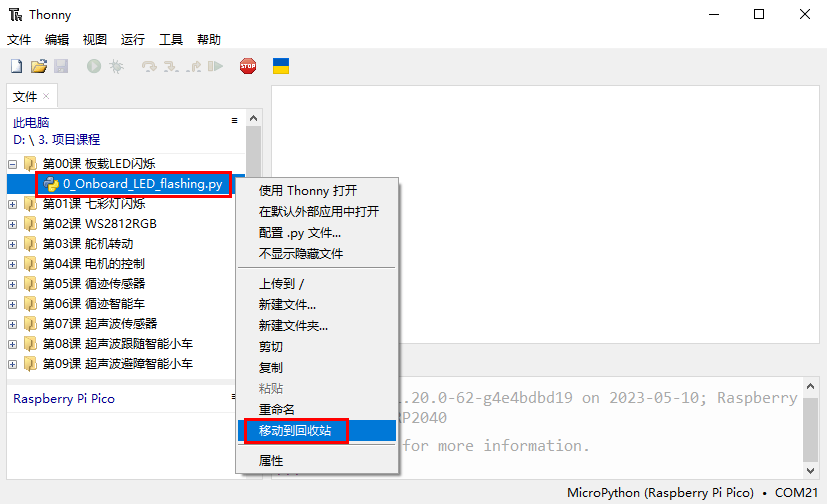 Thonny
文件 编辑 视图 运行 工具 帮助
STOP
文件 ×
此电脑
D: \ 3. 项目课程
第00课 板载LED闪烁
0_Onboard_LED_flashing.py
第01课 七彩灯闪烁
第02课 WS2812RGB
第03课 舵机转动
第04课 电机的控制
第05课 循迹传感器
第06课 循迹智能车
第07课 超声波传感器
第08课 超声波跟随智能小车
第09课 超声波避障智能小车
Raspberry Pi Pico
使用 Thonny 打开
在默认外部应用中打开
配置 .py 文件...
不显示隐藏文件
上传到 /
新建文件...
新建文件夹...
剪切
复制
粘贴
重命名
移动到回收站
属性
.20.0-62-g4e4bdbd19 on 2023-05-10; Raspberry
P2040
for more information.
MicroPython (Raspberry Pi Pico) • COM21